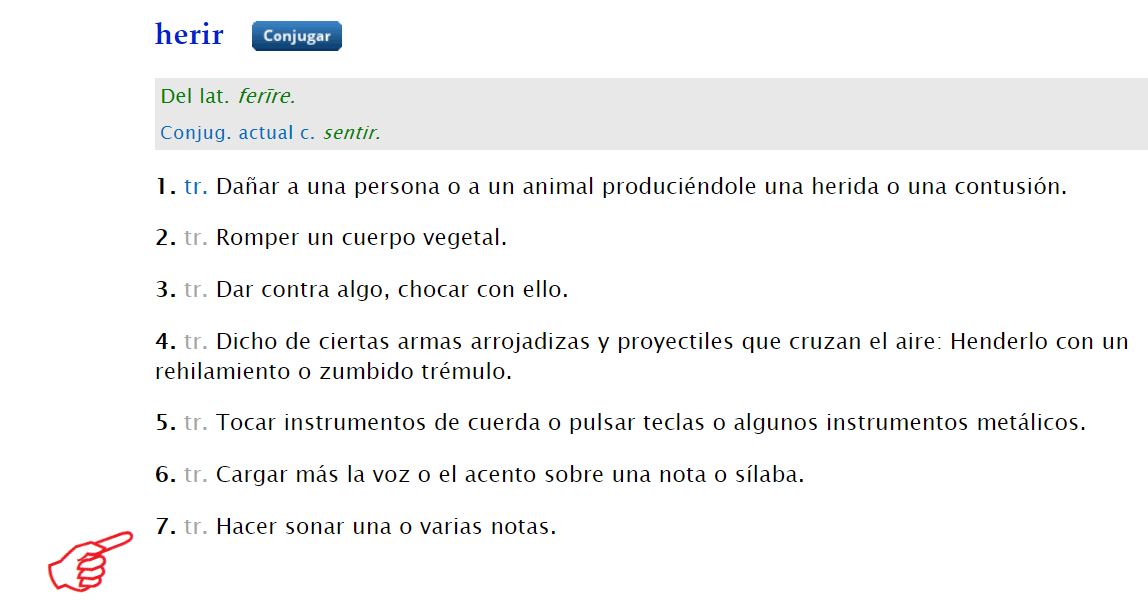 herir Conjugar
Del lat. ferīre.
Conjug. actual c. sentir.
1. tr. Dañar a una persona o a un animal produciéndole una herida o una contusión.
2. tr. Romper un cuerpo vegetal.
3. tr. Dar contra algo, chocar con ello.
4. tr. Dicho de ciertas armas arrojadizas y proyectiles que cruzan el aire: Henderlo con un
rehilamiento o zumbido trémulo.
5. tr. Tocar instrumentos de cuerda o pulsar teclas o algunos instrumentos metálicos.
6. tr. Cargar más la voz o el acento sobre una nota o sílaba.
7. tr. Hacer sonar una o varias notas.